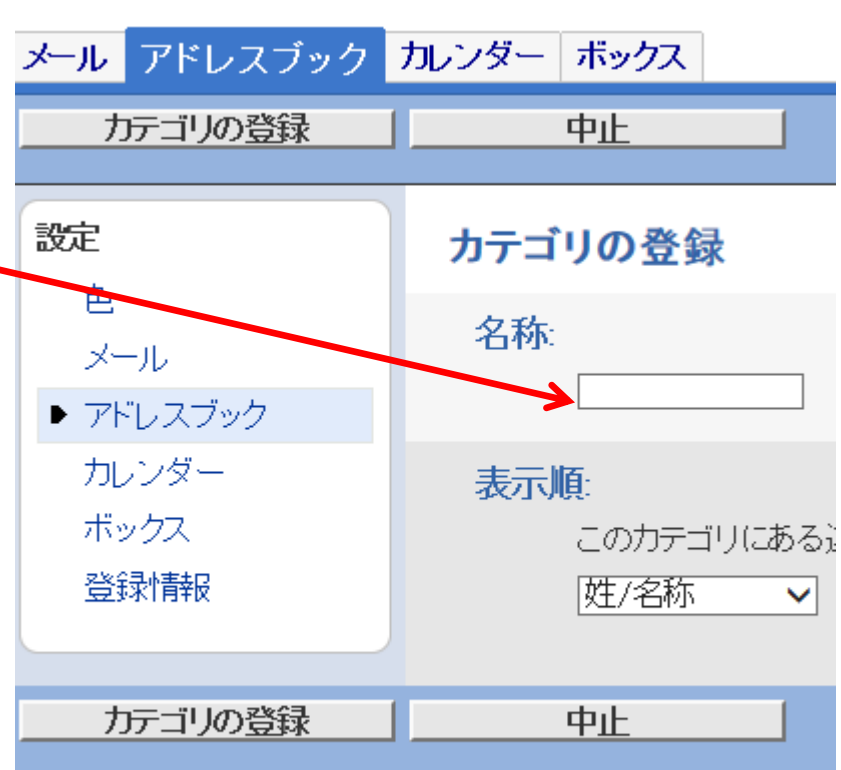 メール アドレスブック カレンダー ボックス
カテゴリの登録 中止
設定
色
メール
アドレスブック
カレンダー
ボックス
登録情報
カテゴリの登録
名称:
表示順:
このカテゴリにある
姓/名称
カテゴリの登録 中止